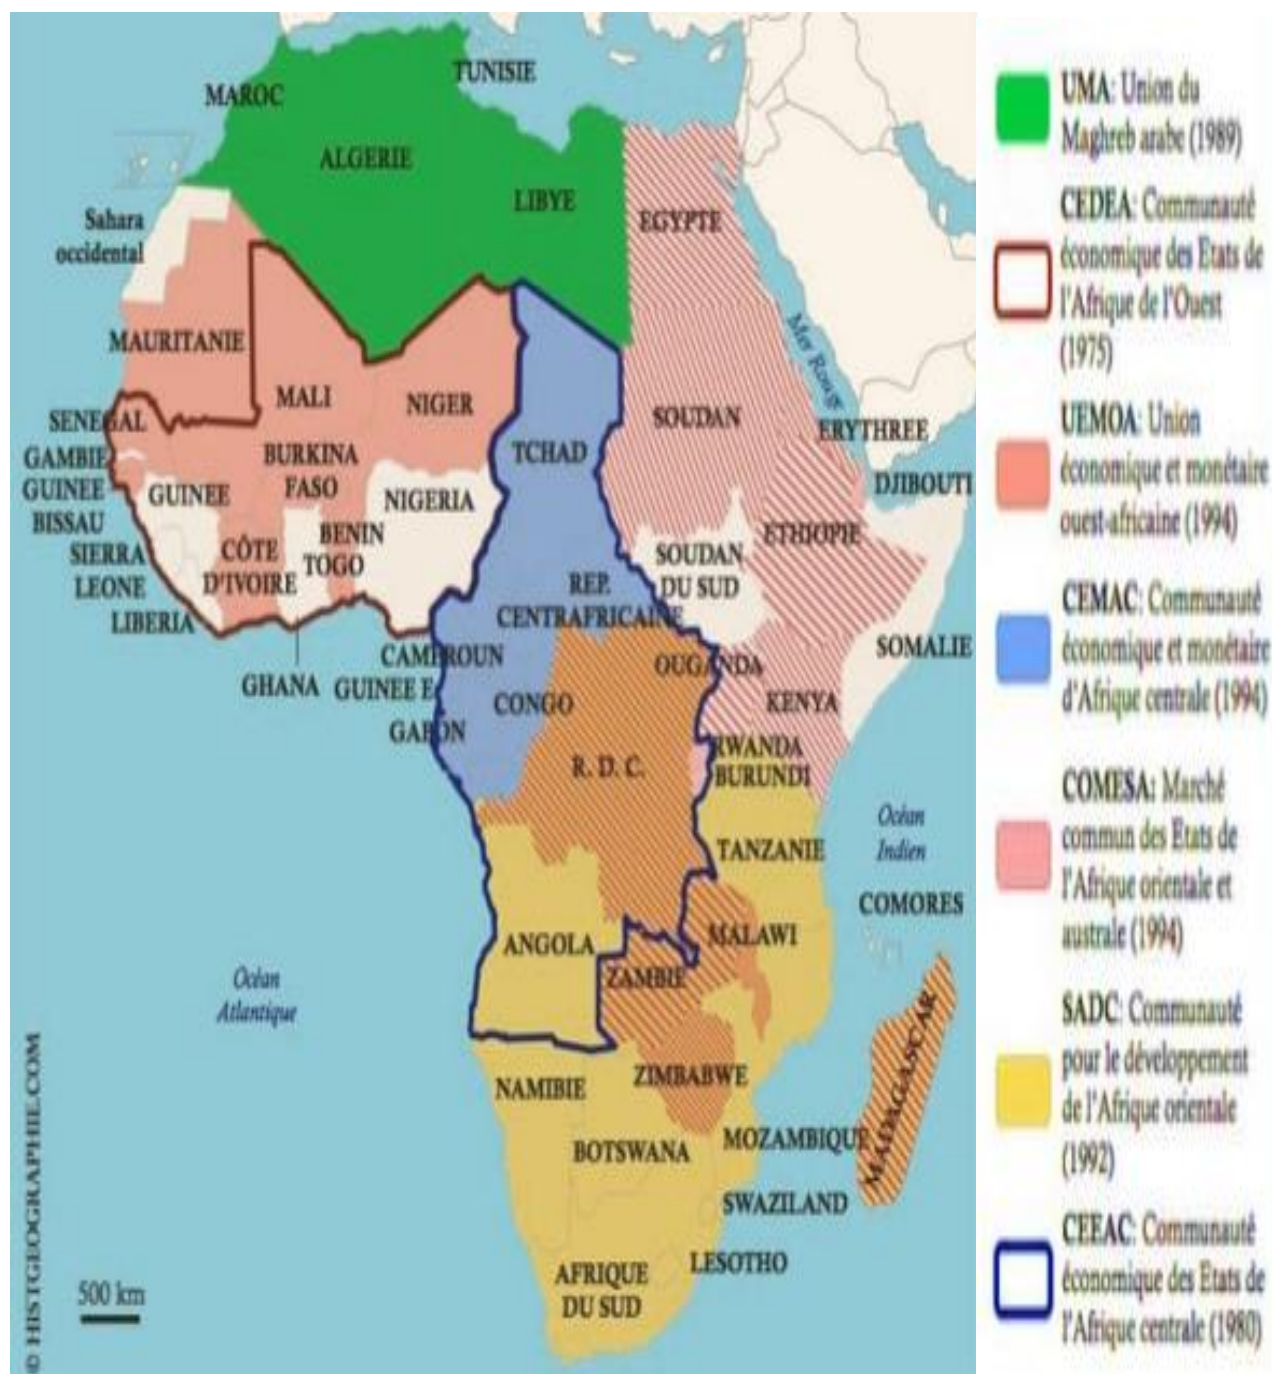 TUNISIE
MAROC
ALGERIE
LIBYE
EGYPTE
Sahara
occidental
Mer Rouge
MAURITANIE
MALI
NIGER
SOUDAN
ERYTHREE
SENEGAL
TCHAD
GAMBIE
BURKINA
FASO
DJIBOUTI
GUINEE
BISSAU
GUINEE
NIGERIA
SIERRA
LEONE
CÔTE
D'IVOIRE
BENIN
TOGO
ETHIOPIE
SOUDAN
DU SUD
REP.
CENTRAFRICAINE
LIBERIA
SOMALIE
CAMEROUN
OUGANDA
GHANA
GUINEE E
CONGO
KENYA
GABON
RWANDA
BURUNDI
R. D. C.
Océan
Indien
TANZANIE
COMORES
ANGOLA
MALAWI
ZAMBIE
Océan
Atlantique
MADAGASCAR
ZIMBABWE
NAMIBIE
MOZAMBIQUE
BOTSWANA
SWAZILAND
LESOTHO
AFRIQUE
DU SUD
500 km
© HISTGEOGRAPHIE.COM
UMA: Union du
Maghreb arabe (1989)
CEDEA: Communauté
économique des Etats de
l'Afrique de l'Ouest
(1975)
UEMOA: Union
économique et monétaire
ouest-africaine (1994)
CEMAC: Communauté
économique et monétaire
d'Afrique centrale (1994)
COMESA: Marché
commun des Etats de
l'Afrique orientale et
australe (1994)
SADC: Communauté
pour le développement
de l'Afrique orientale
(1992)
CEEAC: Communauté
économique des Etats de
l'Afrique centrale (1980)